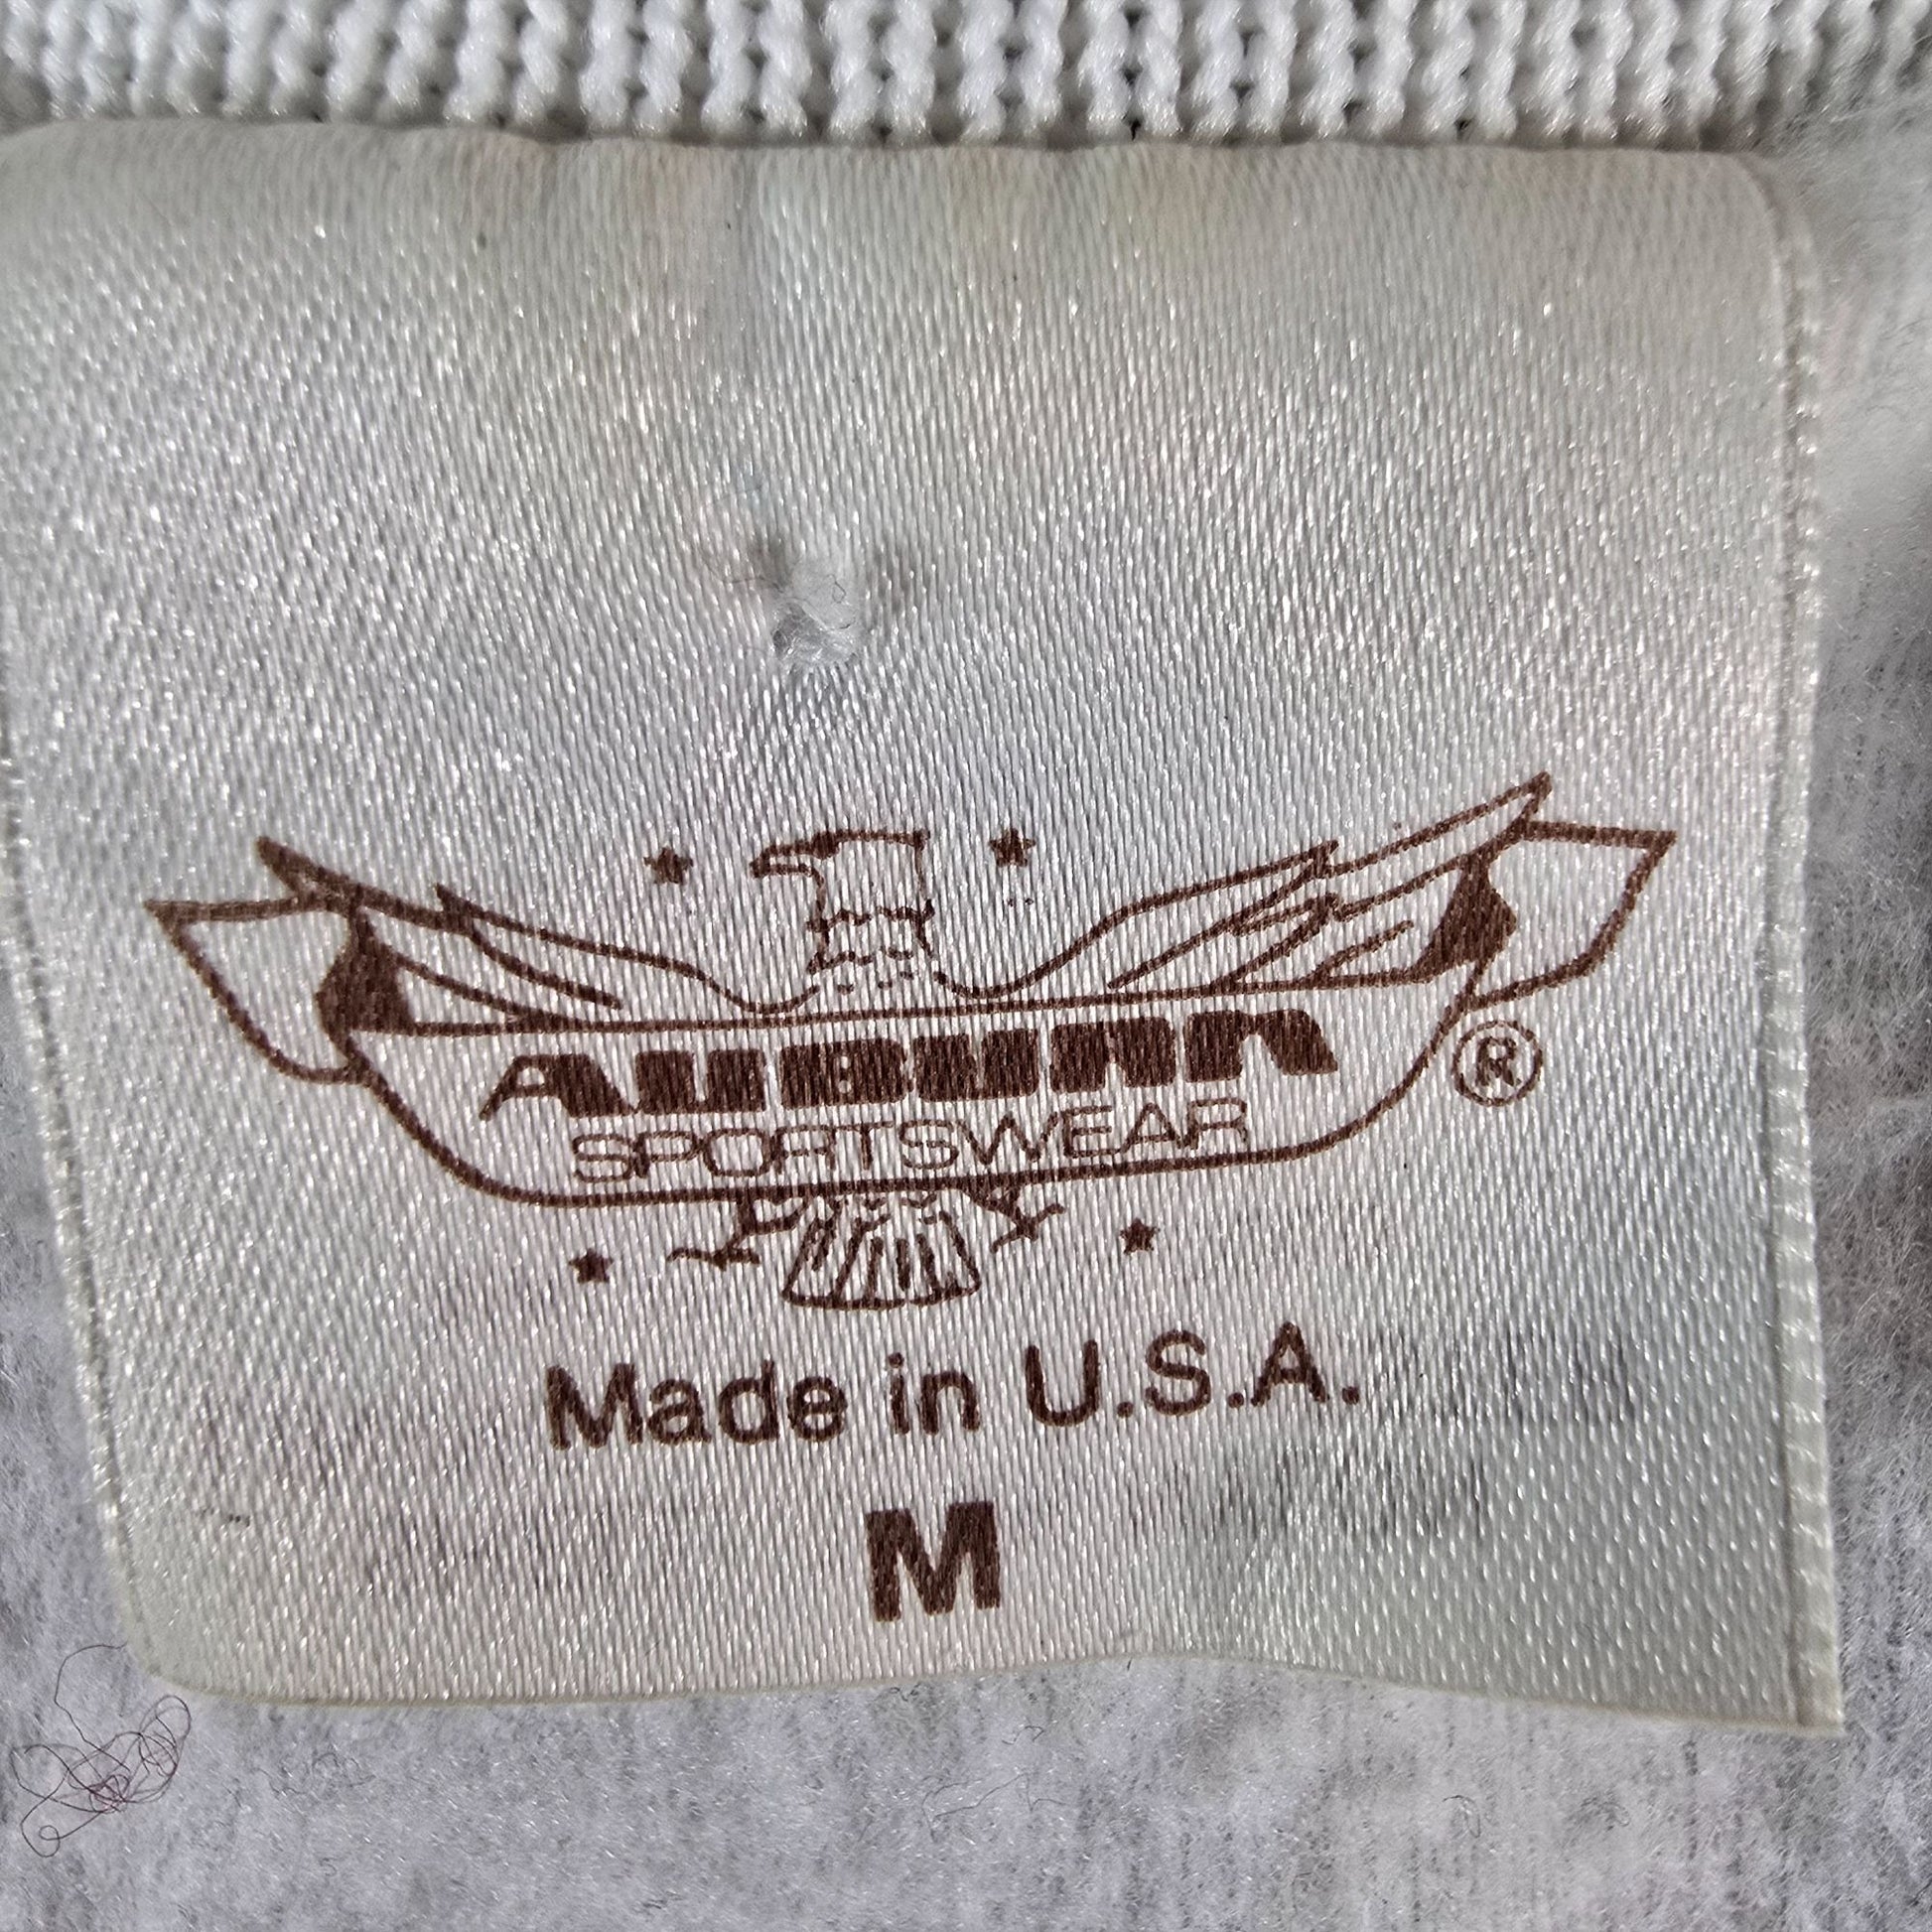 AUBURN
SPORTSWEAR
®
Made in U.S.A.
M